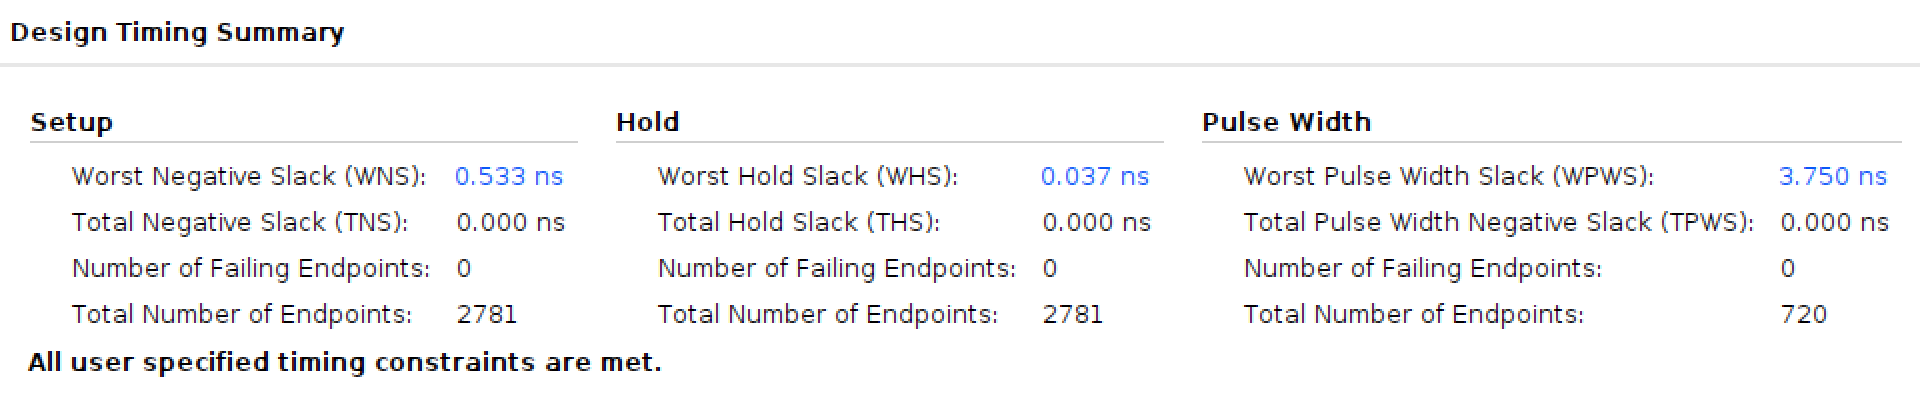 Design Timing Summary
Setup Hold Pulse Width
Worst Negative Slack (WNS): 0.533 ns Worst Hold Slack (WHS): 0.037 ns Worst Pulse Width Slack (WPWS): 3.750 ns
Total Negative Slack (TNS): 0.000 ns Total Hold Slack (THS): 0.000 ns Total Pulse Width Negative Slack (TPWS): 0.000 ns
Number of Failing Endpoints: 0 Number of Failing Endpoints: 0 Number of Failing Endpoints: 0
Total Number of Endpoints: 2781 Total Number of Endpoints: 2781 Total Number of Endpoints: 720
All user specified timing constraints are met.